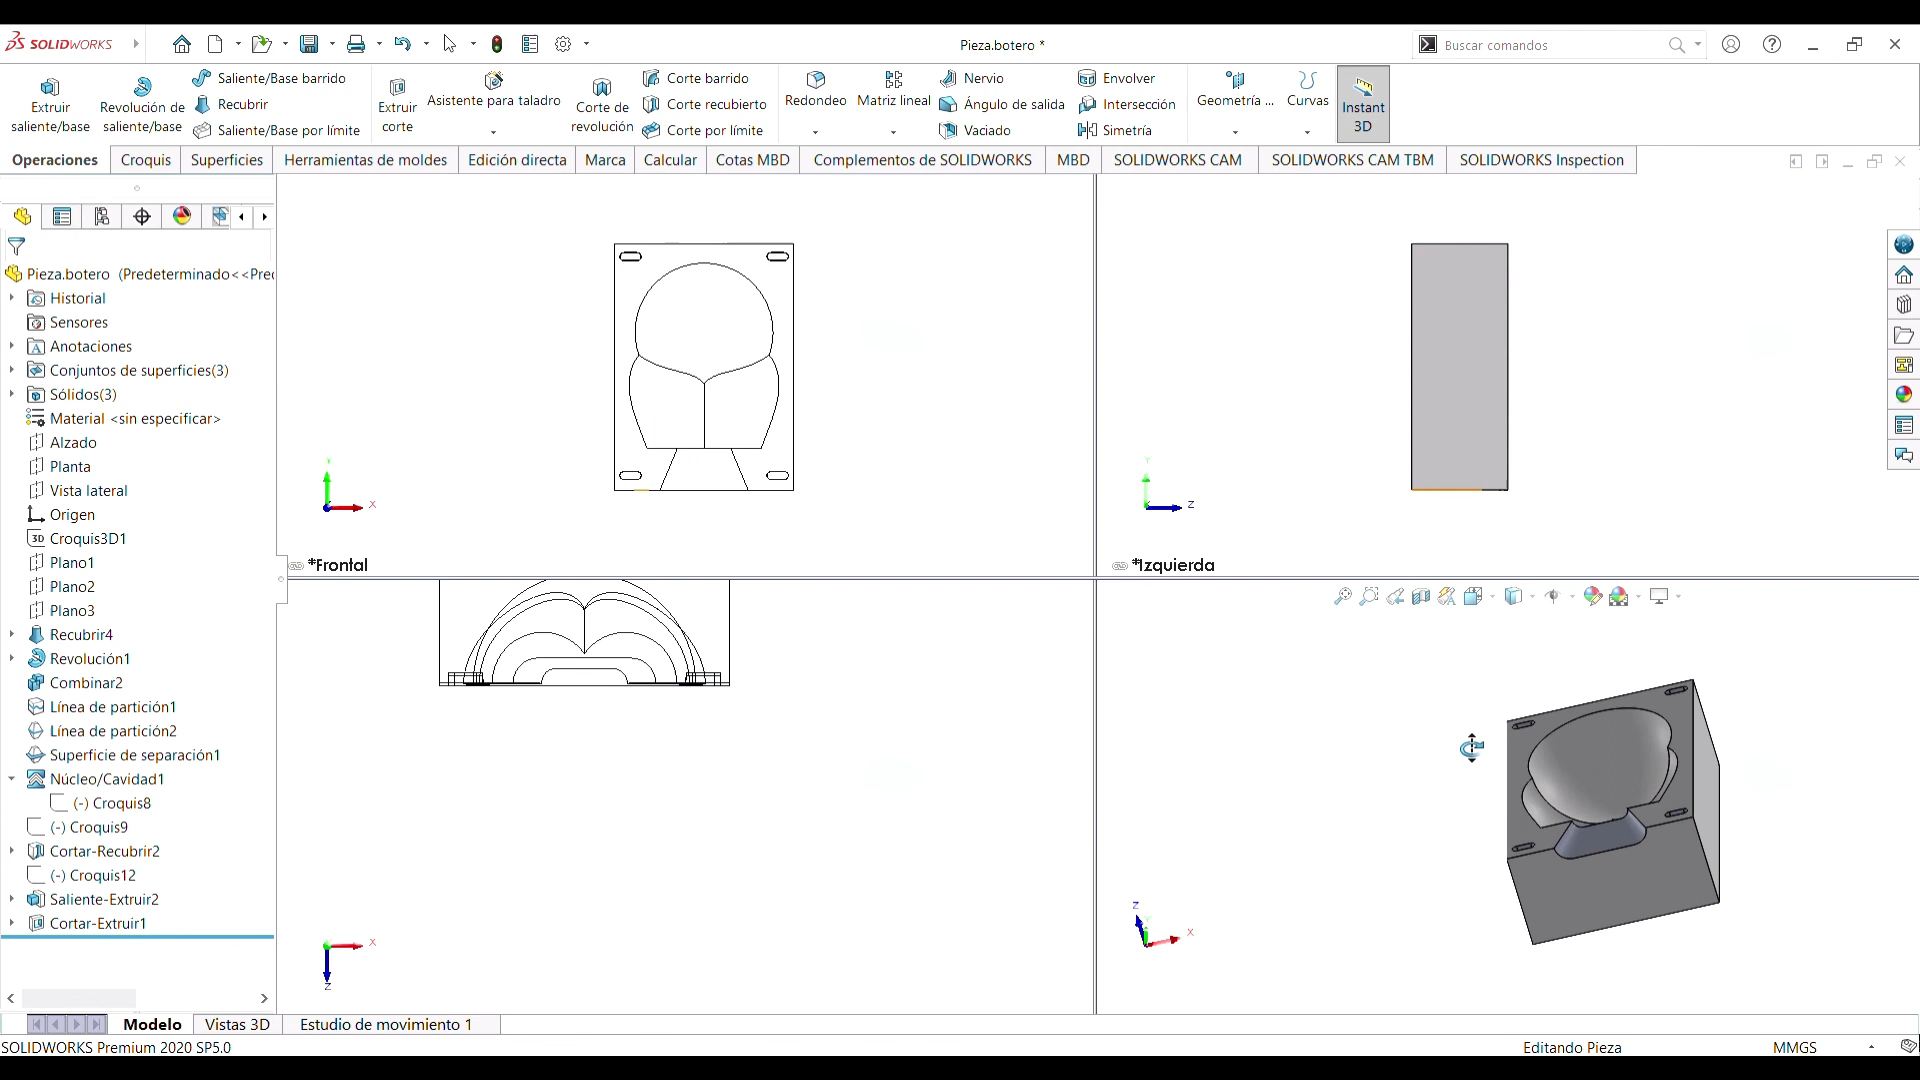 SOLIDWORKS
Pieza.botero *
Buscar comandos
Extruir saliente/base
Revolución de saliente/base
Saliente/Base barrido
Recubrir
Saliente/Base por límite
Extruir corte
Asistente para taladro
Corte de revolución
Corte barrido
Corte recubierto
Corte por límite
Redondeo
Matriz lineal
Nervio
Ángulo de salida
Vaciado
Envolver
Intersección
Simetría
Geometría ...
Curvas
Instant 3D
Operaciones
Croquis
Superficies
Herramientas de moldes
Edición directa
Marca
Calcular
Cotas MBD
Complementos de SOLIDWORKS
MBD
SOLIDWORKS CAM
SOLIDWORKS CAM TBM
SOLIDWORKS Inspection
Pieza.botero (Predeterminado<<Pre
Historial
Sensores
Anotaciones
Conjuntos de superficies(3)
Sólidos(3)
Material <sin especificar>
Alzado
Planta
Vista lateral
Origen
3D Croquis3D1
Plano1
Plano2
Plano3
Recubrir4
Revolución1
Combinar2
Línea de partición1
Línea de partición2
Superficie de separación1
Núcleo/Cavidad1
(-) Croquis8
(-) Croquis9
Cortar-Recubrir2
(-) Croquis12
Saliente-Extruir2
Cortar-Extruir1
Y
X
*Frontal
Y
Z
*Izquierda
X
Z
Z
Y
X
Modelo
Vistas 3D
Estudio de movimiento 1
SOLIDWORKS Premium 2020 SP5.0
Editando Pieza
MMGS